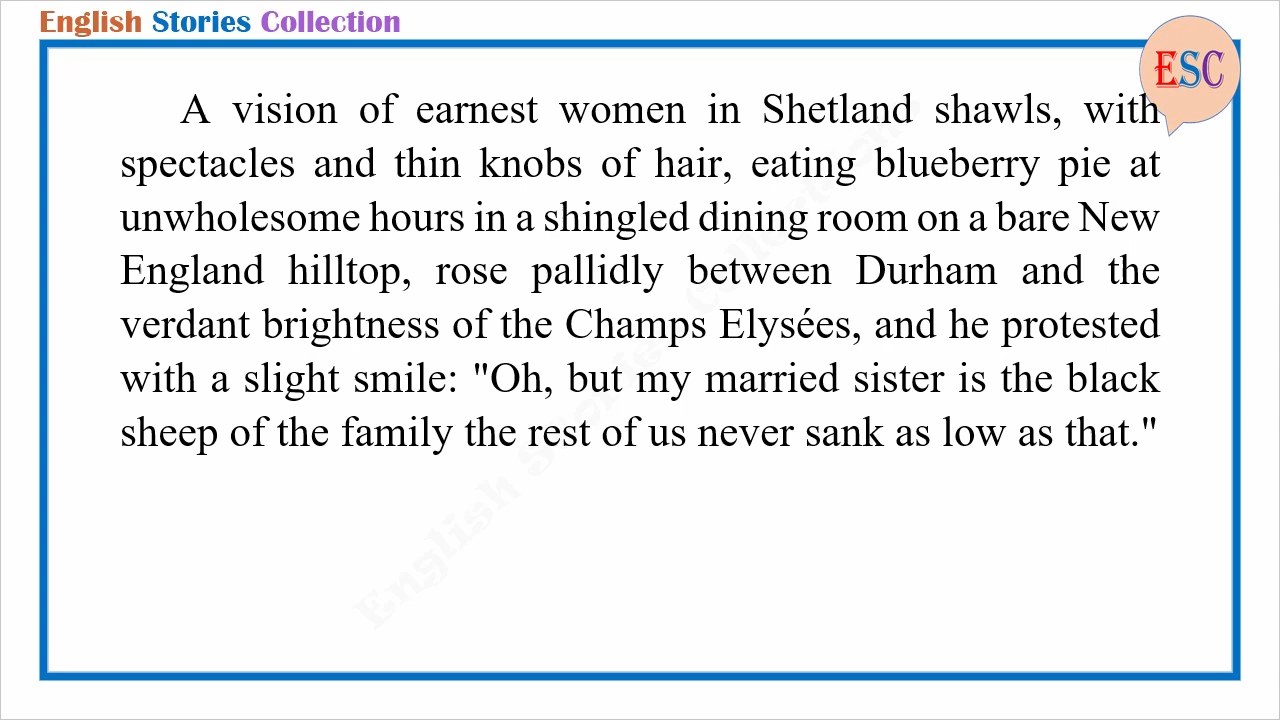 English Stories Collection
ESC
A vision of earnest women in Shetland shawls, with
spectacles and thin knobs of hair, eating blueberry pie at
unwholesome hours in a shingled dining room on a bare New
England hilltop, rose pallidly between Durham and the
verdant brightness of the Champs Elysées, and he protested
with a slight smile: "Oh, but my married sister is the black
sheep of the family the rest of us never sank as low as that."
English Stories Collection